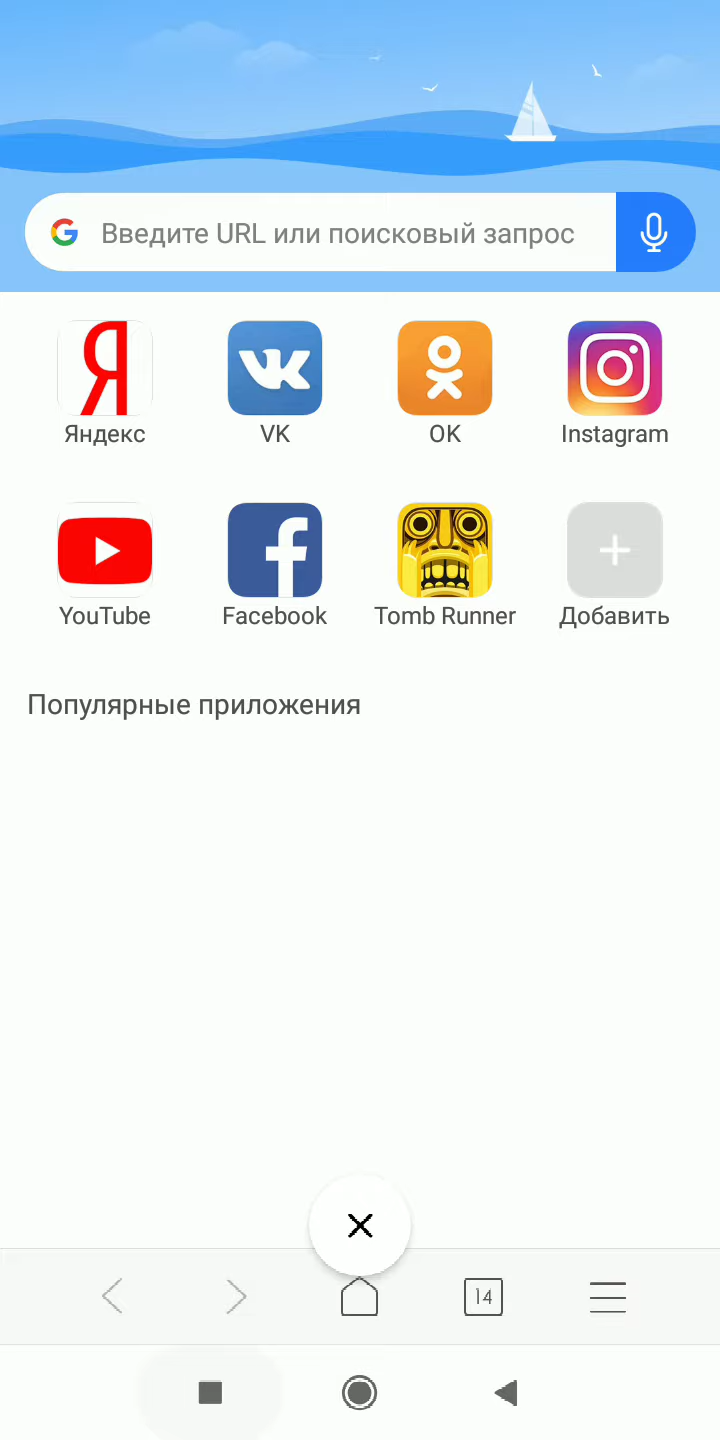 Введите URL или поисковый запрос
Яндекс
VK
OK
Instagram
YouTube
Facebook
Tomb Runner
Добавить
Популярные приложения
14